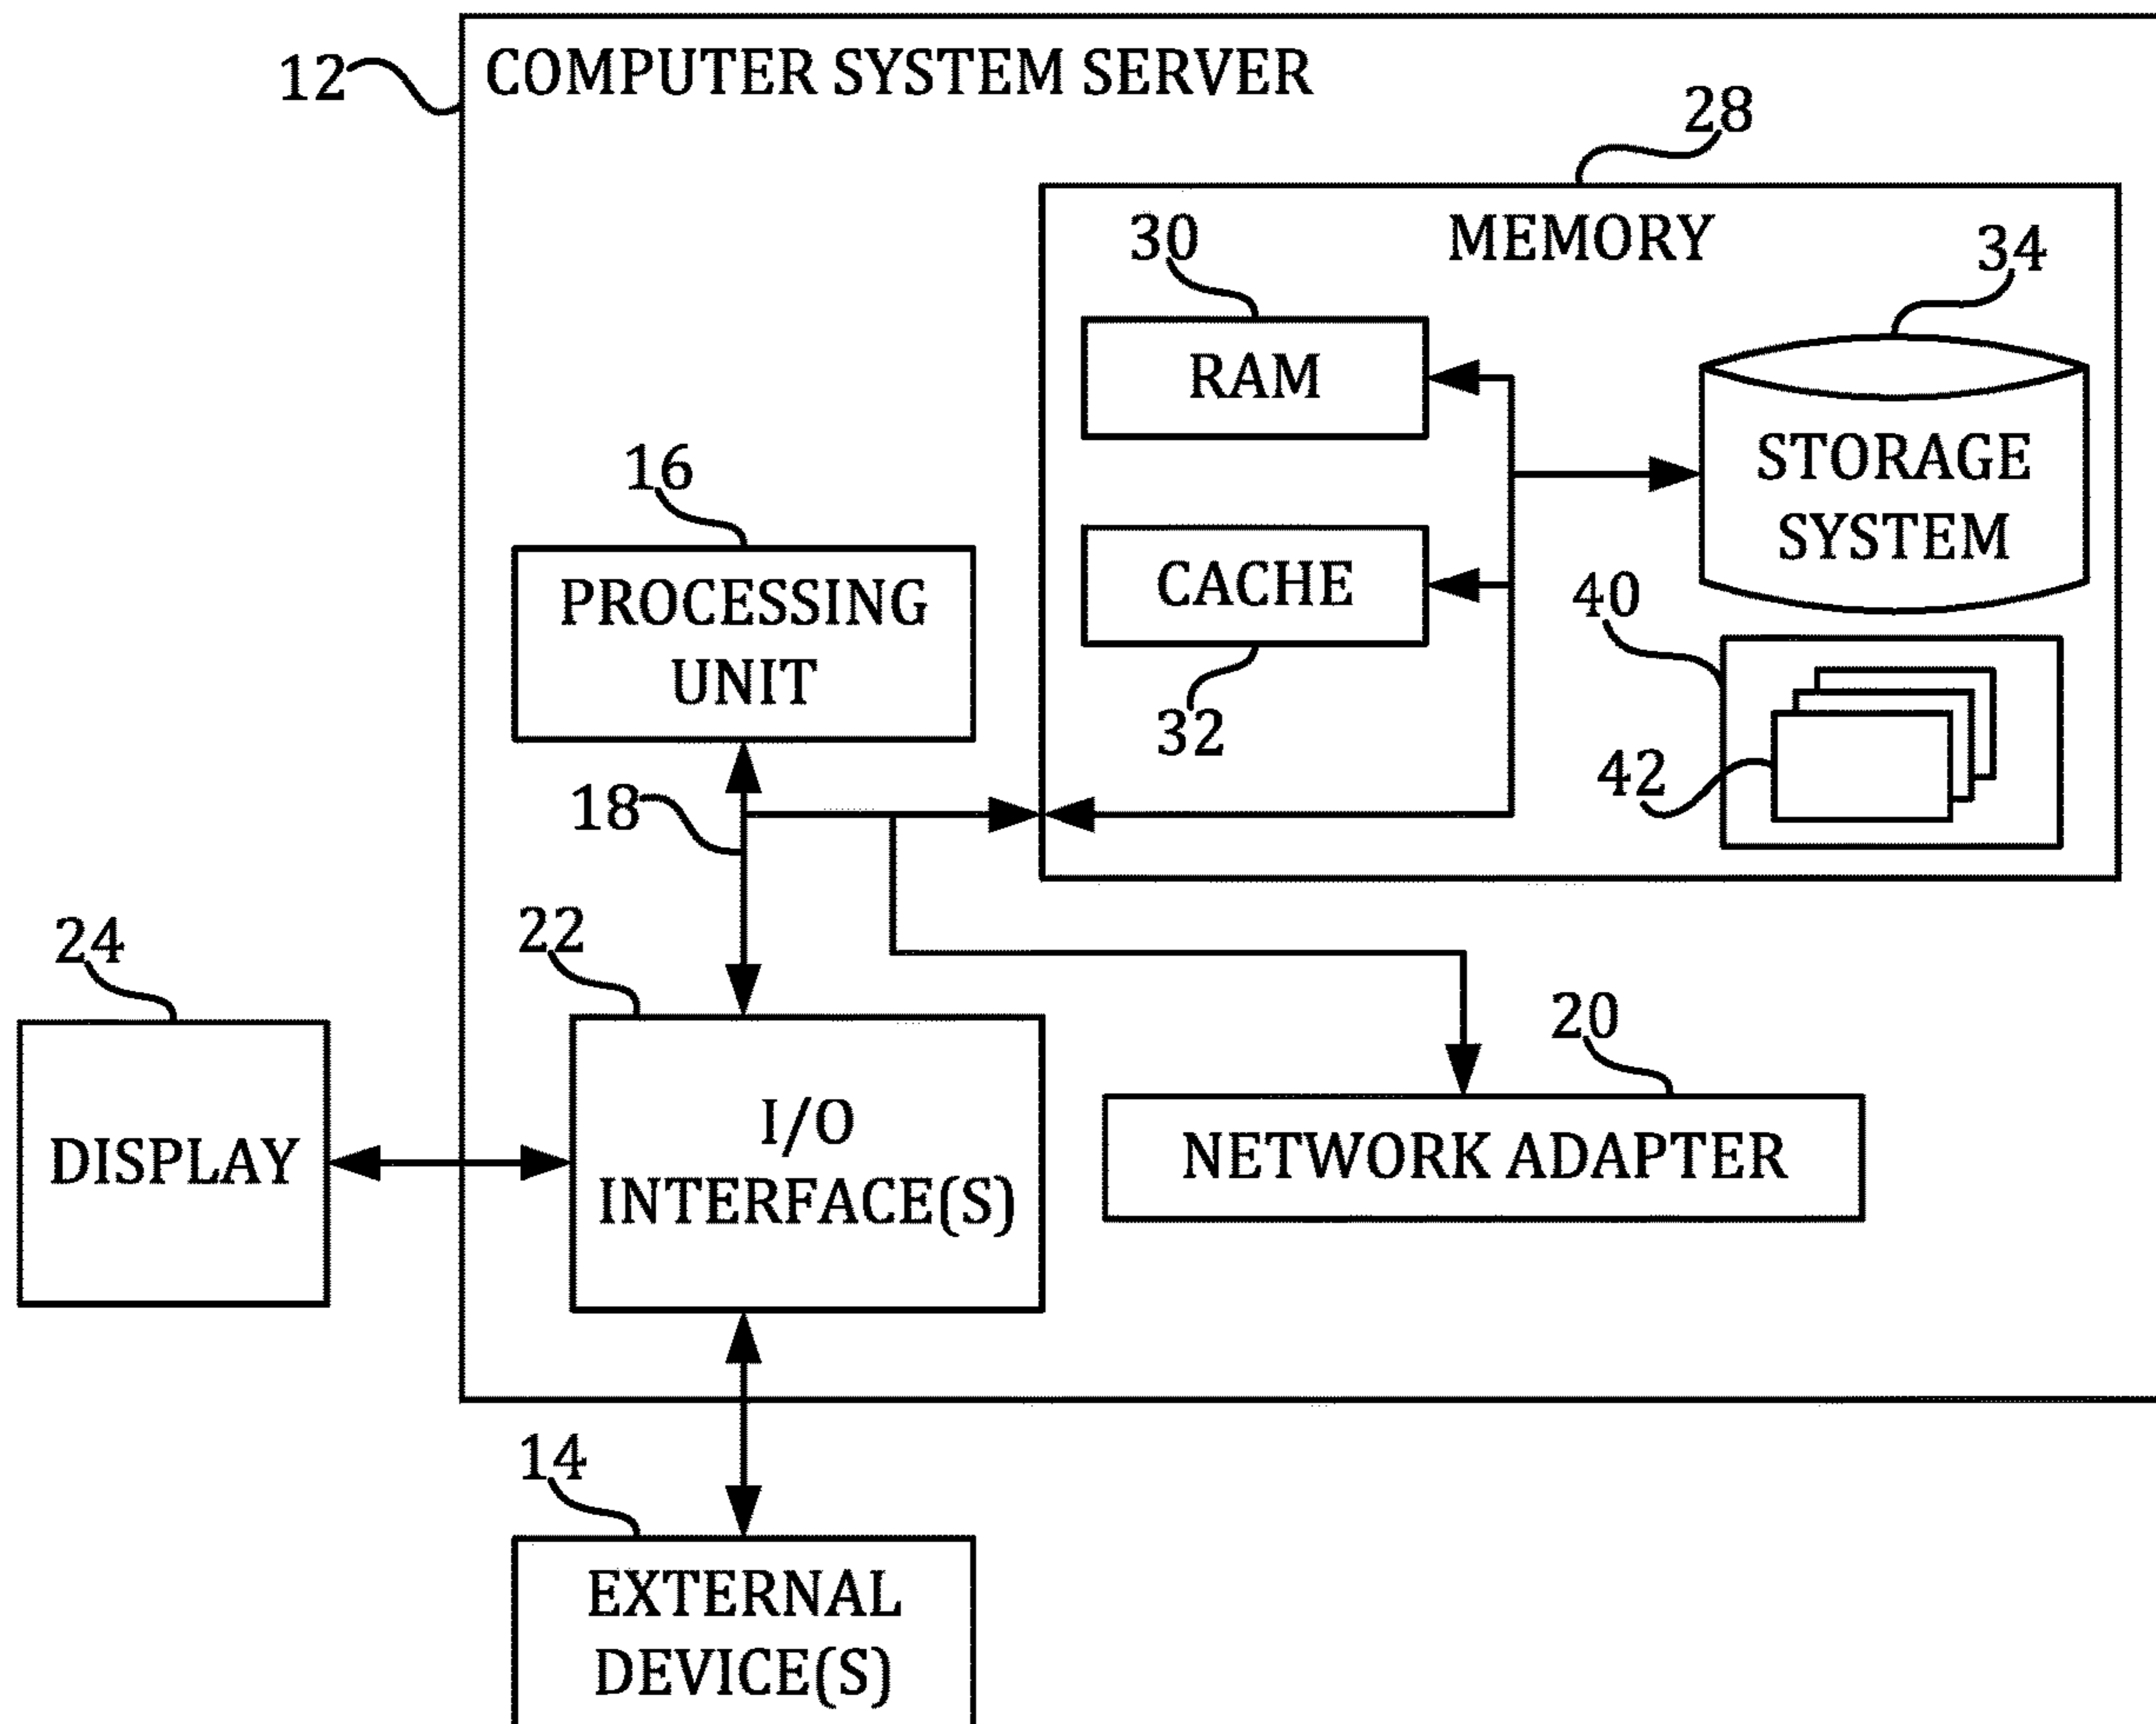 12
COMPUTER SYSTEM SERVER
28
MEMORY
30
34
RAM
STORAGE
SYSTEM
16
PROCESSING
UNIT
CACHE
40
32
42
18
24
22
20
DISPLAY
I/O
INTERFACE(S)
NETWORK ADAPTER
14
EXTERNAL
DEVICE(S)